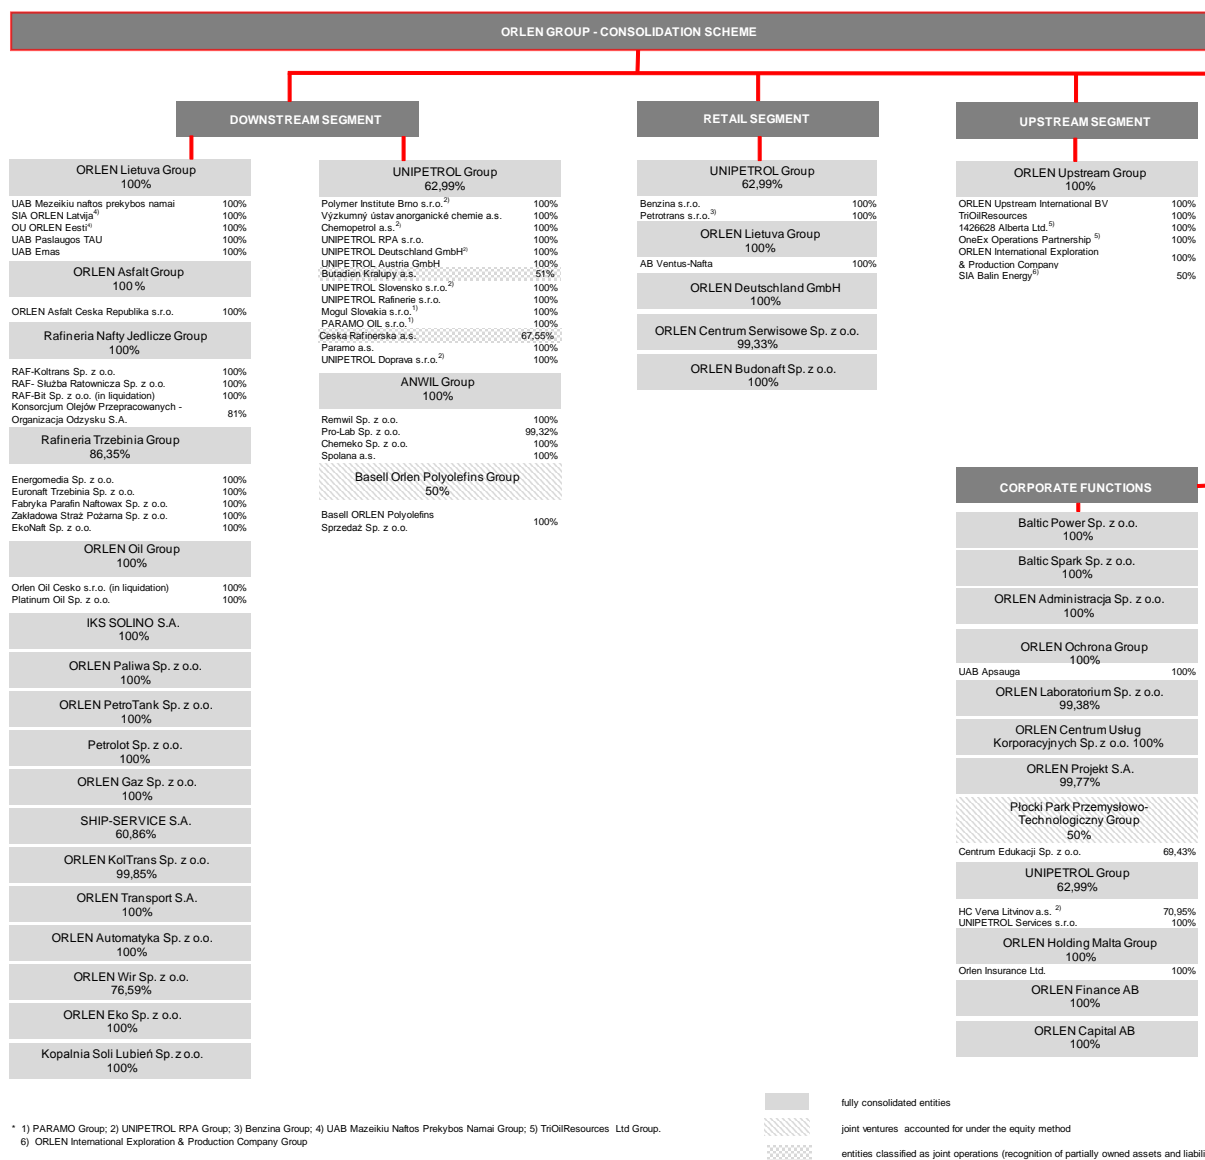 ORLEN GROUP - CONSOLIDATION SCHEME
DOWNSTREAM SEGMENT
ORLEN Lietuva Group
100%
UAB Mezeikiu naftos prekybos namai 100%
SIA ORLEN Latvija4) 100%
OU ORLEN Eesti4) 100%
UAB Paslaugos TAU 100%
UAB Emas 100%
ORLEN Asfalt Group
100 %
ORLEN Asfalt Ceska Republika s.r.o. 100%
Rafineria Nafty Jedlicze Group
100%
RAF-Koltrans Sp. z o.o. 100%
RAF- Służba Ratownicza Sp. z o.o. 100%
RAF-Bit Sp. z o.o. (in liquidation) 100%
Konsorcjum Olejów Przepracowanych -
Organizacja Odzysku S.A. 81%
Rafineria Trzebinia Group
86,35%
Energomedia Sp. z o.o. 100%
Euronaft Trzebinia Sp. z o.o. 100%
Fabryka Parafin Naftowax Sp. z o.o. 100%
Zakładowa Straż Pożarna Sp. z o.o. 100%
EkoNaft Sp. z o.o. 100%
ORLEN Oil Group
100%
Orlen Oil Cesko s.r.o. (in liquidation) 100%
Platinum Oil Sp. z o.o. 100%
IKS SOLINO S.A.
100%
ORLEN Paliwa Sp. z o.o.
100%
ORLEN PetroTank Sp. z o.o.
100%
Petrolot Sp. z o.o.
100%
ORLEN Gaz Sp. z o.o.
100%
SHIP-SERVICE S.A.
60,86%
ORLEN KolTrans Sp. z o.o.
99,85%
ORLEN Transport S.A.
100%
ORLEN Automatyka Sp. z o.o.
100%
ORLEN Wir Sp. z o.o.
76,59%
ORLEN Eko Sp. z o.o.
100%
Kopalnia Soli Lubień Sp. z o.o.
100%
UNIPETROL Group
62,99%
Polymer Institute Brno s.r.o.2) 100%
Výzkumný ústav anorganické chemie a.s. 100%
Chemopetrol a.s.2) 100%
UNIPETROL RPA s.r.o. 100%
UNIPETROL Deutschland GmbH2) 100%
UNIPETROL Austria GmbH 100%
Butadien Kralupy a.s. 51%
UNIPETROL Slovensko s.r.o.2) 100%
UNIPETROL Rafinerie s.r.o. 100%
Mogul Slovakia s.r.o.1) 100%
PARAMO OIL s.r.o.1) 100%
Ceska Rafinerska a.s. 67,55%
Paramo a.s. 100%
UNIPETROL Doprava s.r.o.2) 100%
ANWIL Group
100%
Remwil Sp. z o.o. 100%
Pro-Lab Sp. z o.o. 99,32%
Chemeko Sp. z o.o. 100%
Spolana a.s. 100%
Basell Orlen Polyolefins Group
50%
Basell ORLEN Polyolefins
Sprzedaż Sp. z o.o. 100%
RETAIL SEGMENT
UNIPETROL Group
62,99%
Benzina s.r.o. 100%
Petrotrans s.r.o.3) 100%
ORLEN Lietuva Group
100%
AB Ventus-Nafta 100%
ORLEN Deutschland GmbH
100%
ORLEN Centrum Serwisowe Sp. z o.o.
99,33%
ORLEN Budonaft Sp. z o.o.
100%
UPSTREAM SEGMENT
ORLEN Upstream Group
100%
ORLEN Upstream International BV 100%
TriOilResources 100%
1426628 Alberta Ltd.5) 100%
OneEx Operations Partnership 5) 100%
ORLEN International Exploration
& Production Company 100%
SIA Balin Energy6) 50%
CORPORATE FUNCTIONS
Baltic Power Sp. z o.o.
100%
Baltic Spark Sp. z o.o.
100%
ORLEN Administracja Sp. z o.o.
100%
ORLEN Ochrona Group
100%
UAB Apsauga 100%
ORLEN Laboratorium Sp. z o.o.
99,38%
ORLEN Centrum Usług
Korporacyjnych Sp. z o.o. 100%
ORLEN Projekt S.A.
99,77%
Płocki Park Przemysłowo-
Technologiczny Group
50%
Centrum Edukacji Sp. z o.o. 69,43%
UNIPETROL Group
62,99%
HC Verva Litvinov a.s. 2) 70,95%
UNIPETROL Services s.r.o. 100%
ORLEN Holding Malta Group
100%
Orlen Insurance Ltd. 100%
ORLEN Finance AB
100%
ORLEN Capital AB
100%
fully consolidated entities
joint ventures accounted for under the equity method
entities classified as joint operations (recognition of partially owned assets and liabili
* 1) PARAMO Group; 2) UNIPETROL RPA Group; 3) Benzina Group; 4) UAB Mazeikiu Naftos Prekybos Namai Group; 5) TriOilResources Ltd Group.
6) ORLEN International Exploration & Production Company Group